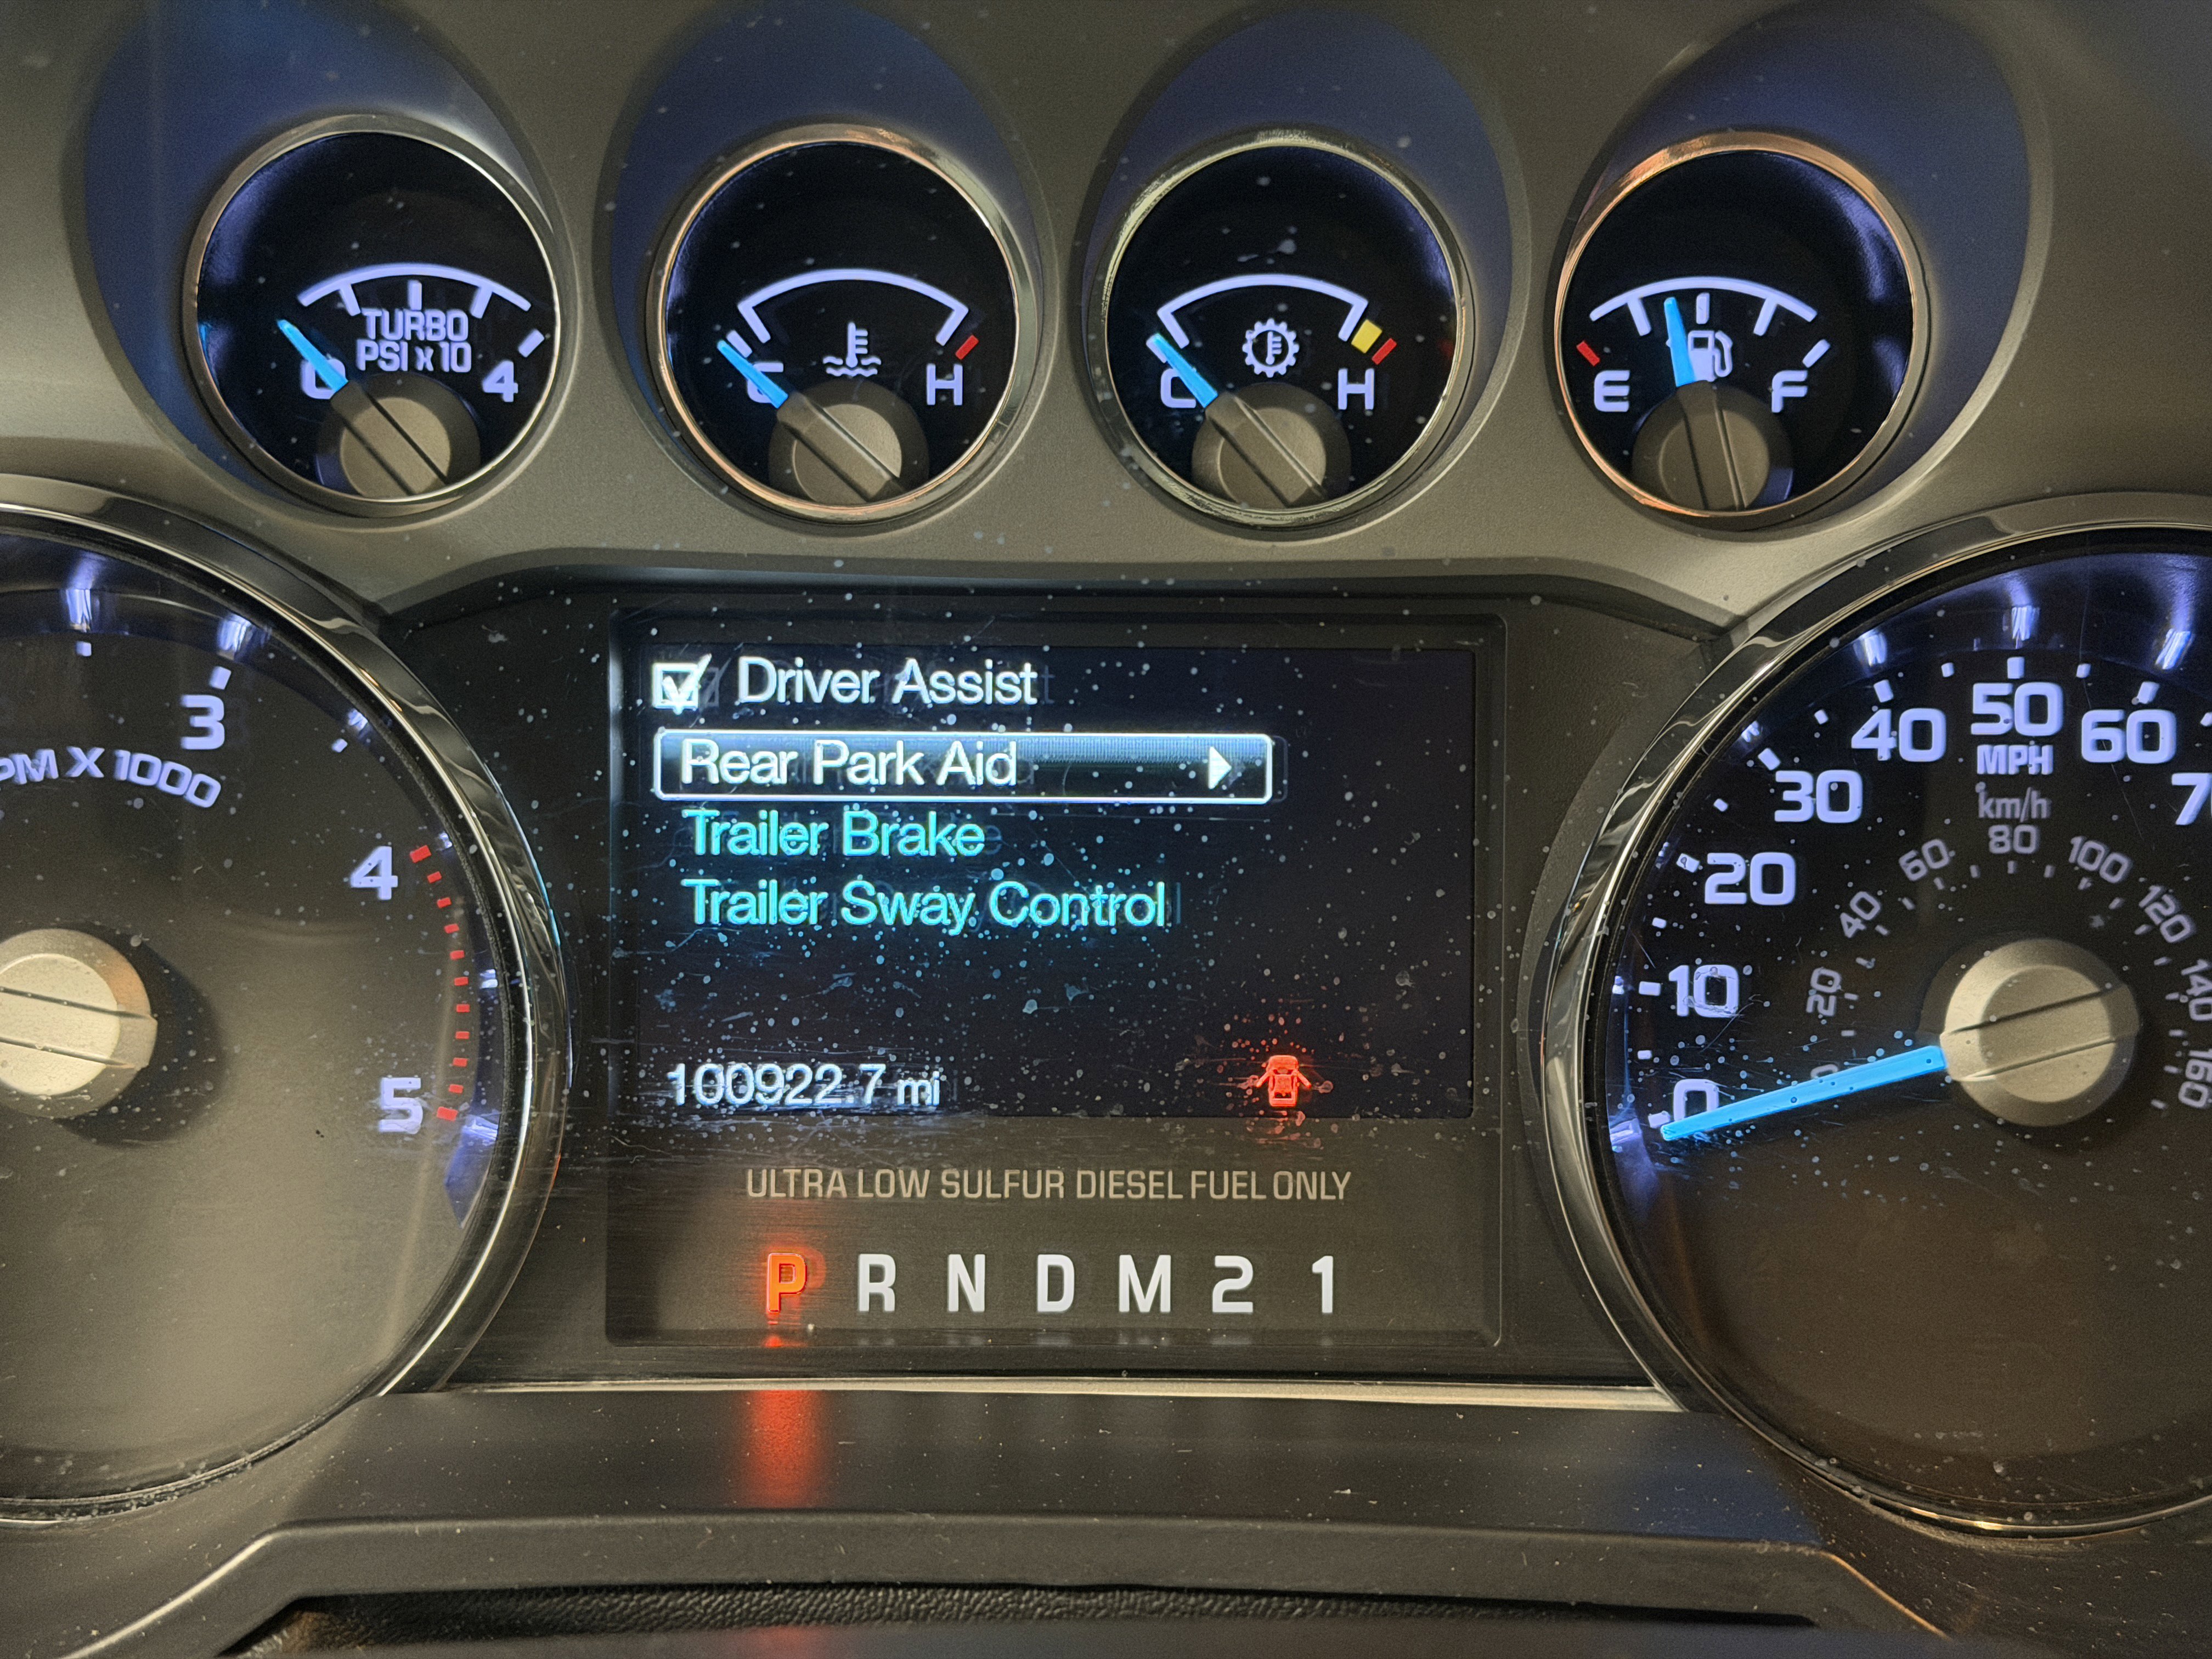 TURBO
PSI x 10
0 4
C H
C H
E F
3
PM X 1000
4
5
Driver Assist
Rear Park Aid
Trailer Brake
Trailer Sway Control
100922.7 mi
ULTRA LOW SULFUR DIESEL FUEL ONLY
P R N D M 2 1
0 10 20 30 40 50 60
MPH
km/h
20 40 60 80 100 120 140 160